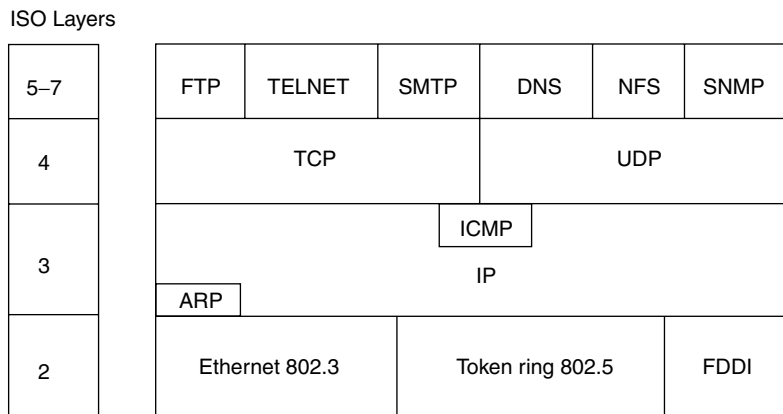 ISO Layers
5–7 FTP TELNET SMTP DNS NFS SNMP
4 TCP UDP
ICMP
3 IP
ARP
2 Ethernet 802.3 Token ring 802.5 FDDI